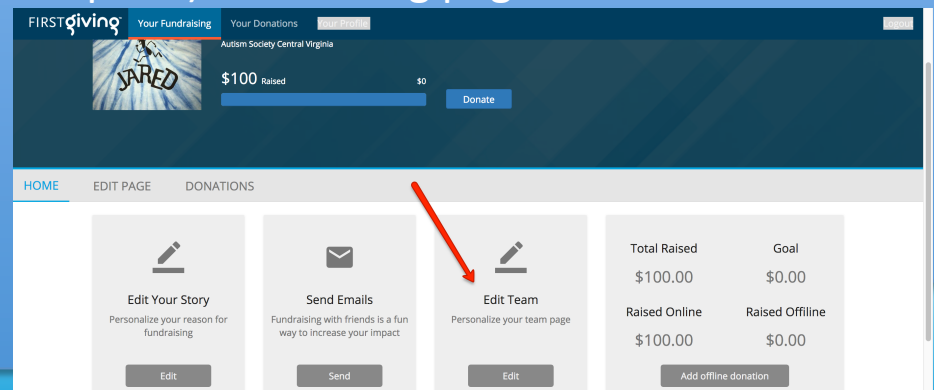 FIRSTgiving Your Fundraising Your Donations Your Profile Logout
Autism Society Central Virginia
JARED
$100 Raised $0
Donate
HOME EDIT PAGE DONATIONS
Edit Your Story
Personalize your reason for
fundraising
Edit
Send Emails
Fundraising with friends is a fun
way to increase your impact
Send
Edit Team
Personalize your team page
Edit
Total Raised Goal
$100.00 $0.00
Raised Online Raised Offiline
$100.00 $0.00
Add offline donation